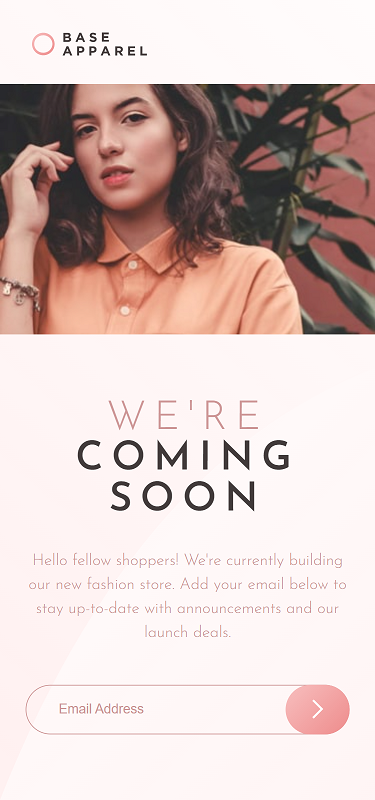 BASE
APPAREL
WE'RE
COMING
SOON
Hello fellow shoppers! We're currently building
our new fashion store. Add your email below to
stay up-to-date with announcements and our
launch deals.
Email Address